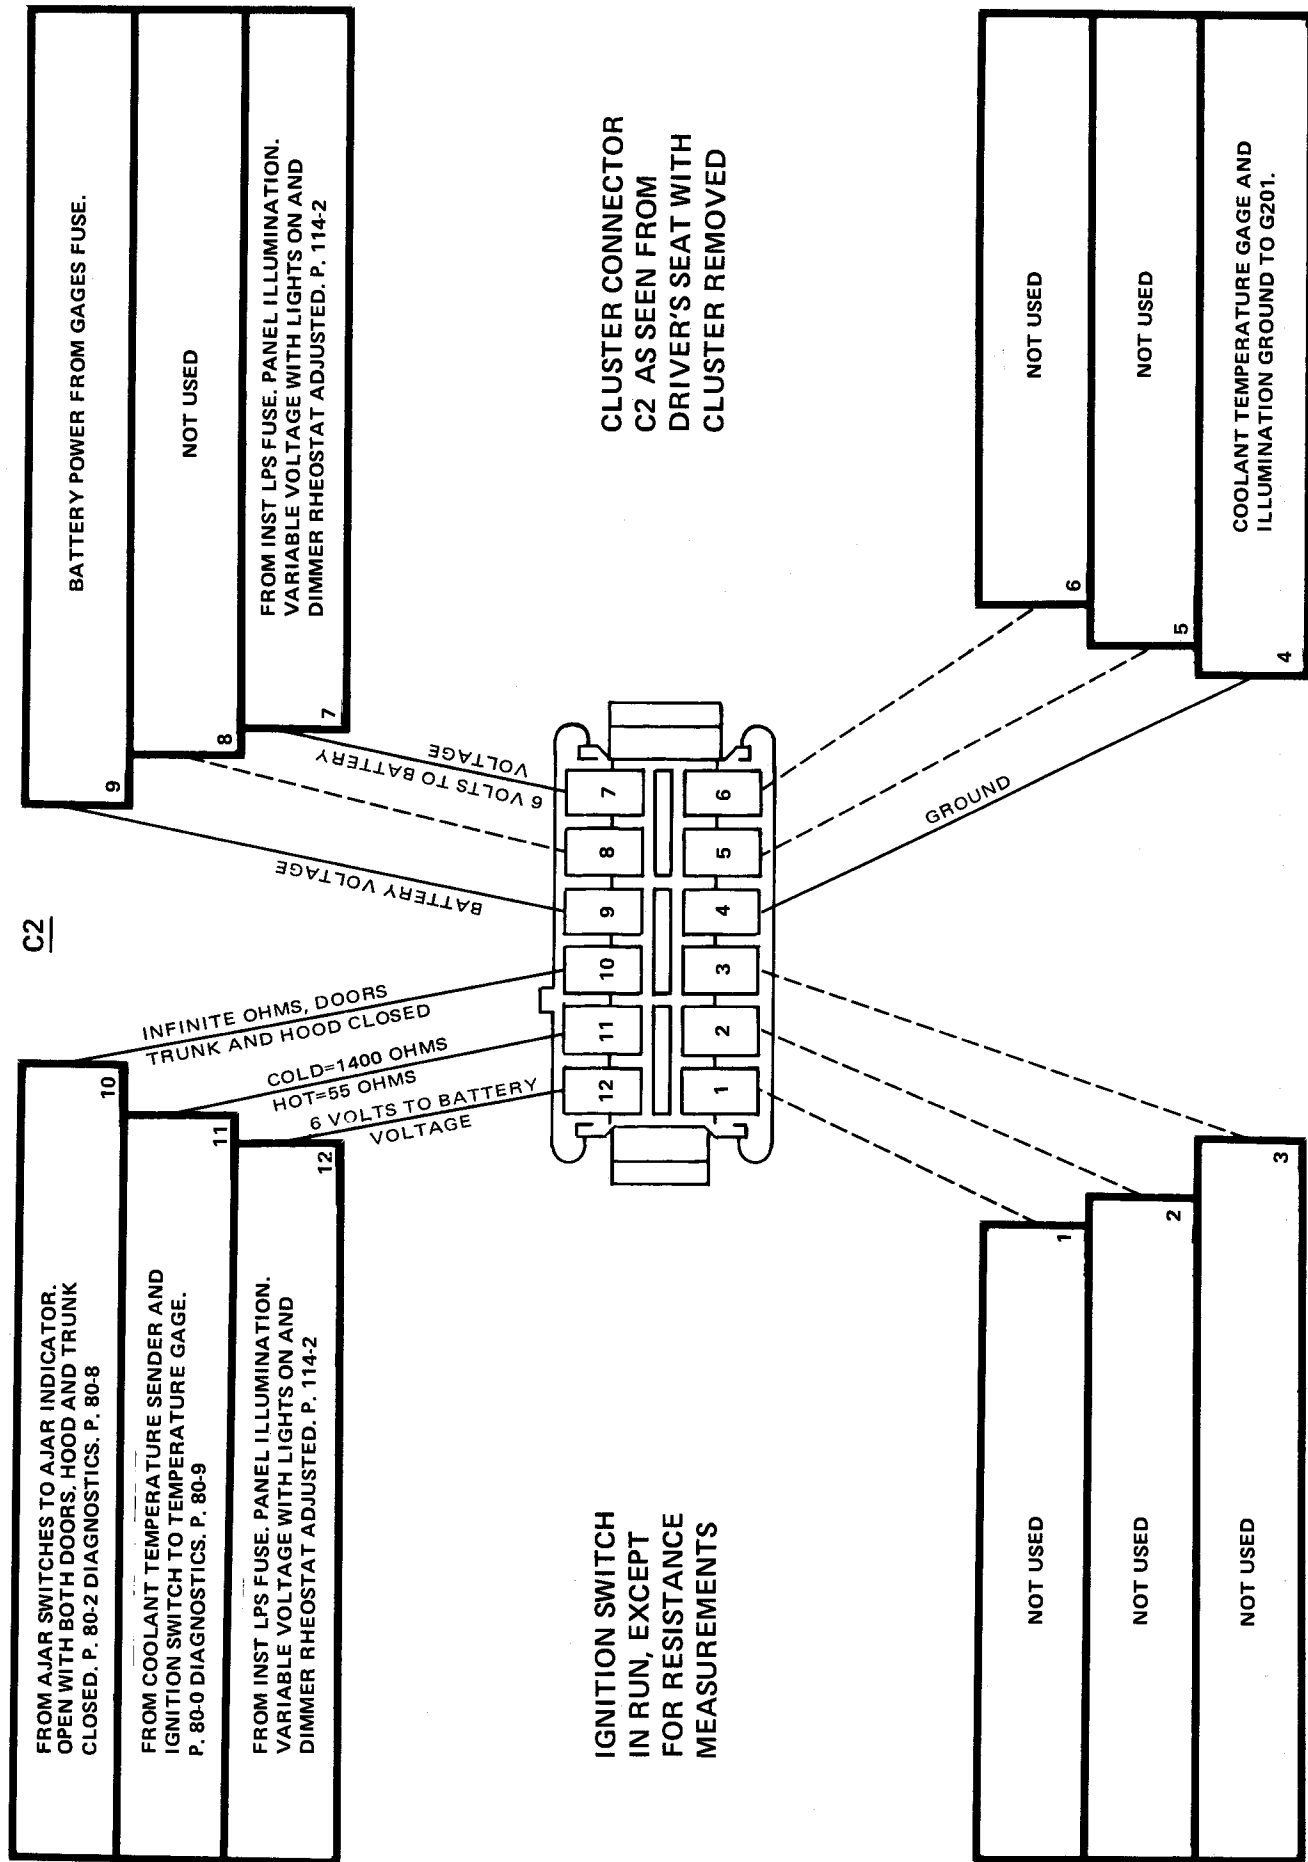 C2
FROM AJAR SWITCHES TO AJAR INDICATOR.
OPEN WITH BOTH DOORS, HOOD AND TRUNK
CLOSED. P. 80-2 DIAGNOSTICS. P. 80-8
10
FROM COOLANT TEMPERATURE SENDER AND
IGNITION SWITCH TO TEMPERATURE GAGE.
P. 80-0 DIAGNOSTICS. P. 80-9
11
FROM INST LPS FUSE. PANEL ILLUMINATION.
VARIABLE VOLTAGE WITH LIGHTS ON AND
DIMMER RHEOSTAT ADJUSTED. P. 114-2
12
BATTERY POWER FROM GAGES FUSE.
9
NOT USED
8
FROM INST LPS FUSE. PANEL ILLUMINATION.
VARIABLE VOLTAGE WITH LIGHTS ON AND
DIMMER RHEOSTAT ADJUSTED. P. 114-2
7
INFINITE OHMS, DOORS
TRUNK AND HOOD CLOSED
COLD=1400 OHMS
HOT=55 OHMS
6 VOLTS TO BATTERY
VOLTAGE
BATTERY VOLTAGE
6 VOLTS TO BATTERY
VOLTAGE
12 11 10 9 8 7
1 2 3 4 5 6
GROUND
IGNITION SWITCH
IN RUN, EXCEPT
FOR RESISTANCE
MEASUREMENTS
CLUSTER CONNECTOR
C2 AS SEEN FROM
DRIVER'S SEAT WITH
CLUSTER REMOVED
NOT USED
1
NOT USED
2
NOT USED
3
NOT USED
6
NOT USED
5
COOLANT TEMPERATURE GAGE AND
ILLUMINATION GROUND TO G201.
4